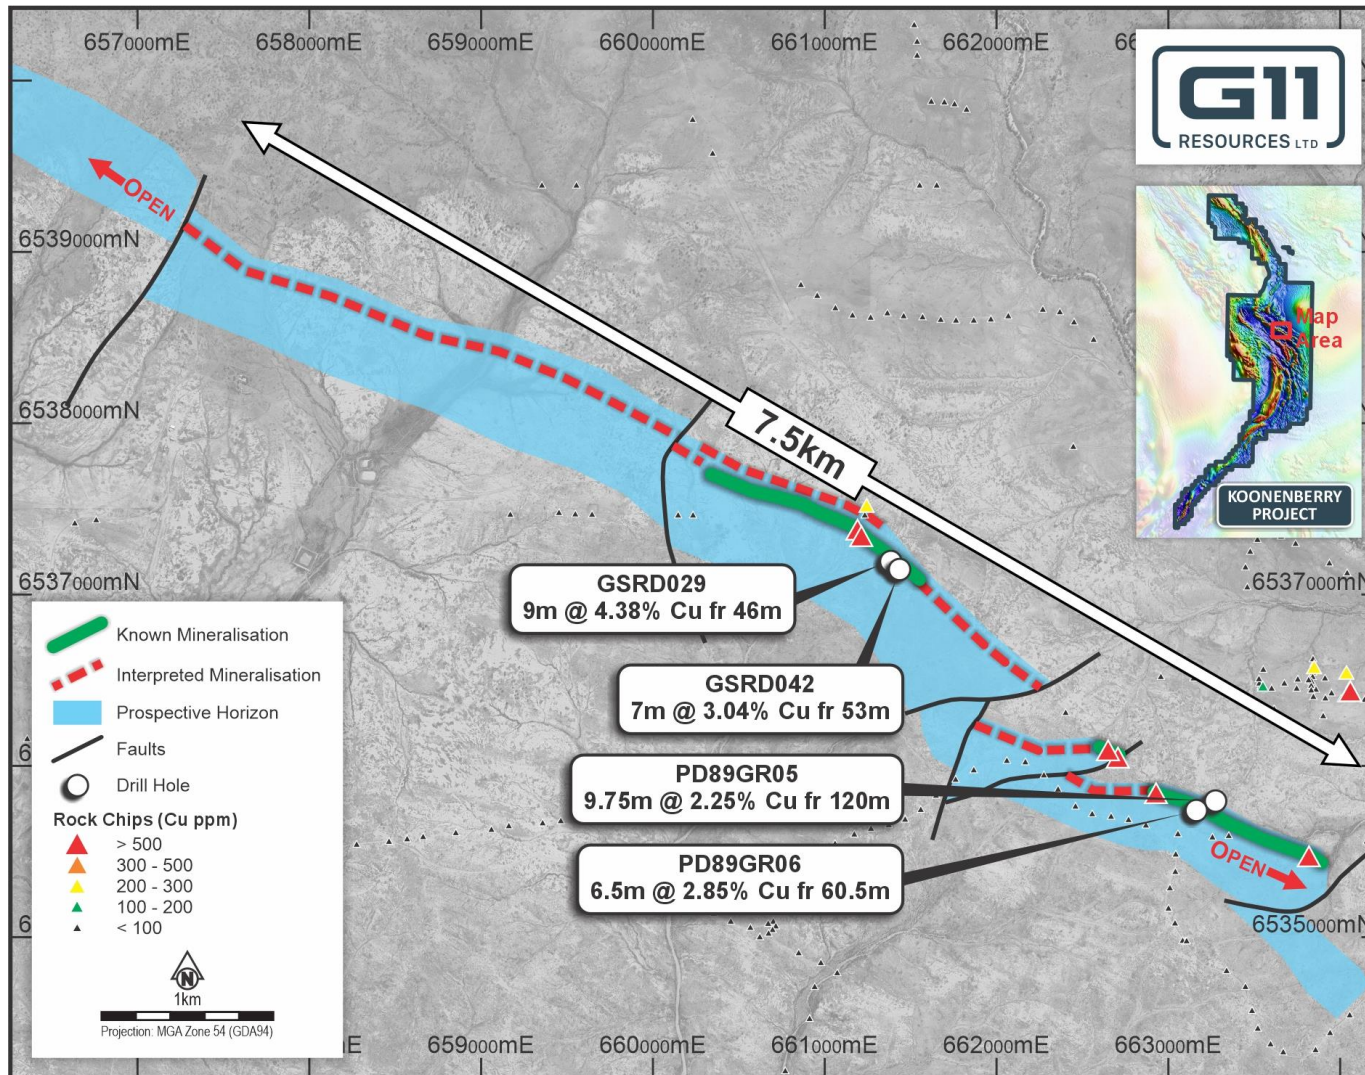 657000mE
658000mE
659000mE
660000mE
661000mE
662000mE
G11
RESOURCES LTD
OPEN
6539000mN
Map
Area
6538000mN
7.5km
KOONENBERRY
PROJECT
6537000mN
6537000mN
GSRD029
9m @ 4.38% Cu fr 46m
GSRD042
7m @ 3.04% Cu fr 53m
PD89GR05
9.75m @ 2.25% Cu fr 120m
PD89GR06
6.5m @ 2.85% Cu fr 60.5m
OPEN
6535000mN
Known Mineralisation
Interpreted Mineralisation
Prospective Horizon
Faults
Drill Hole
Rock Chips (Cu ppm)
> 500
300 - 500
200 - 300
100 - 200
< 100
N
1km
Projection: MGA Zone 54 (GDA94)
659000mE
660000mE
661000mE
662000mE
663000mE